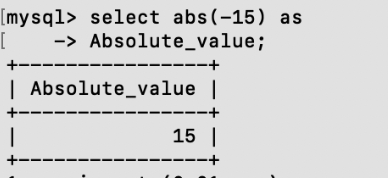 [mysql> select abs(-15) as
[    -> Absolute_value;
+----------------+
| Absolute_value |
+----------------+
|             15 |
+----------------+